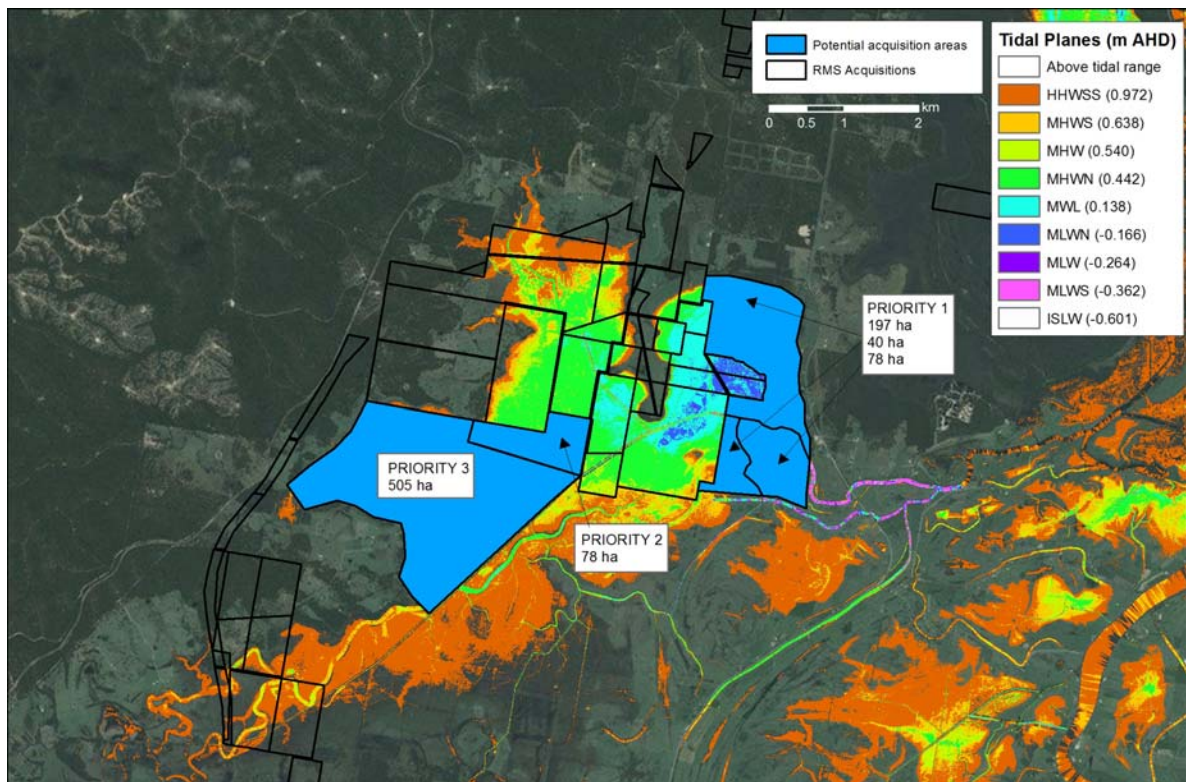 Potential acquisition areas
RMS Acquisitions
km
0 0.5 1 2
Tidal Planes (m AHD)
Above tidal range
HHWSS (0.972)
MHWS (0.638)
MHW (0.540)
MHWN (0.442)
MWL (0.138)
MLWN (-0.166)
MLW (-0.264)
MLWS (-0.362)
ISLW (-0.601)
PRIORITY 1
197 ha
40 ha
78 ha
PRIORITY 3
505 ha
PRIORITY 2
78 ha